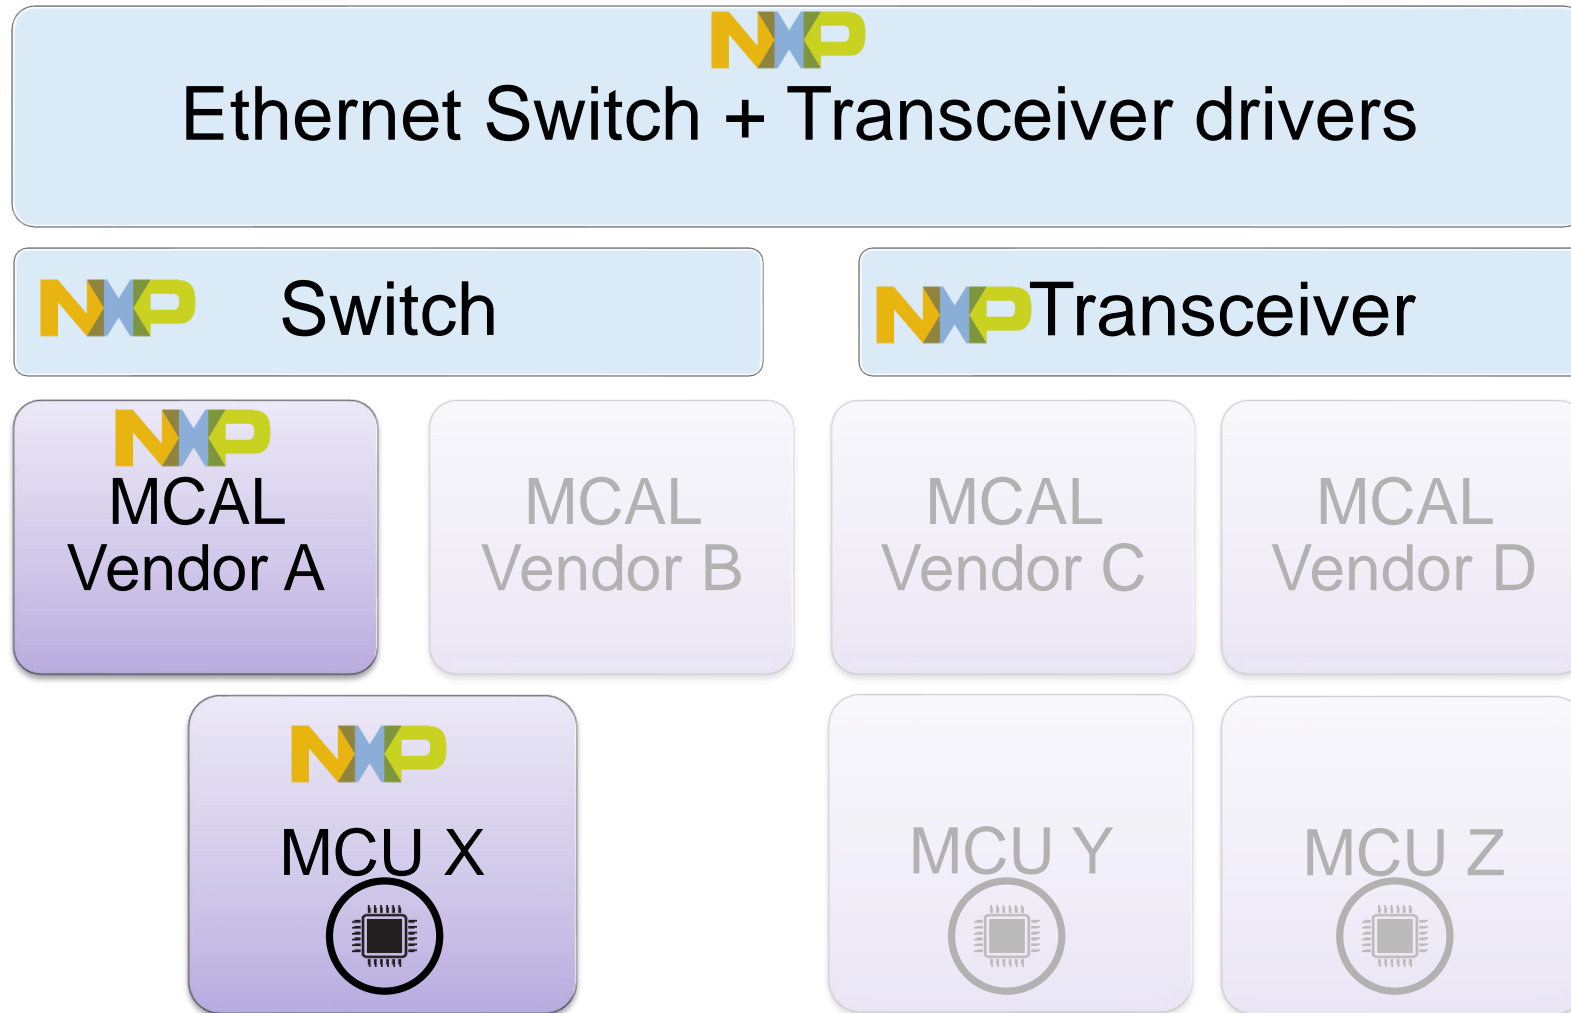 NXP
Ethernet Switch + Transceiver drivers
NXP Switch
NXP Transceiver
NXP
MCAL
Vendor A
MCAL
Vendor B
MCAL
Vendor C
MCAL
Vendor D
NXP
MCU X
MCU Y
MCU Z